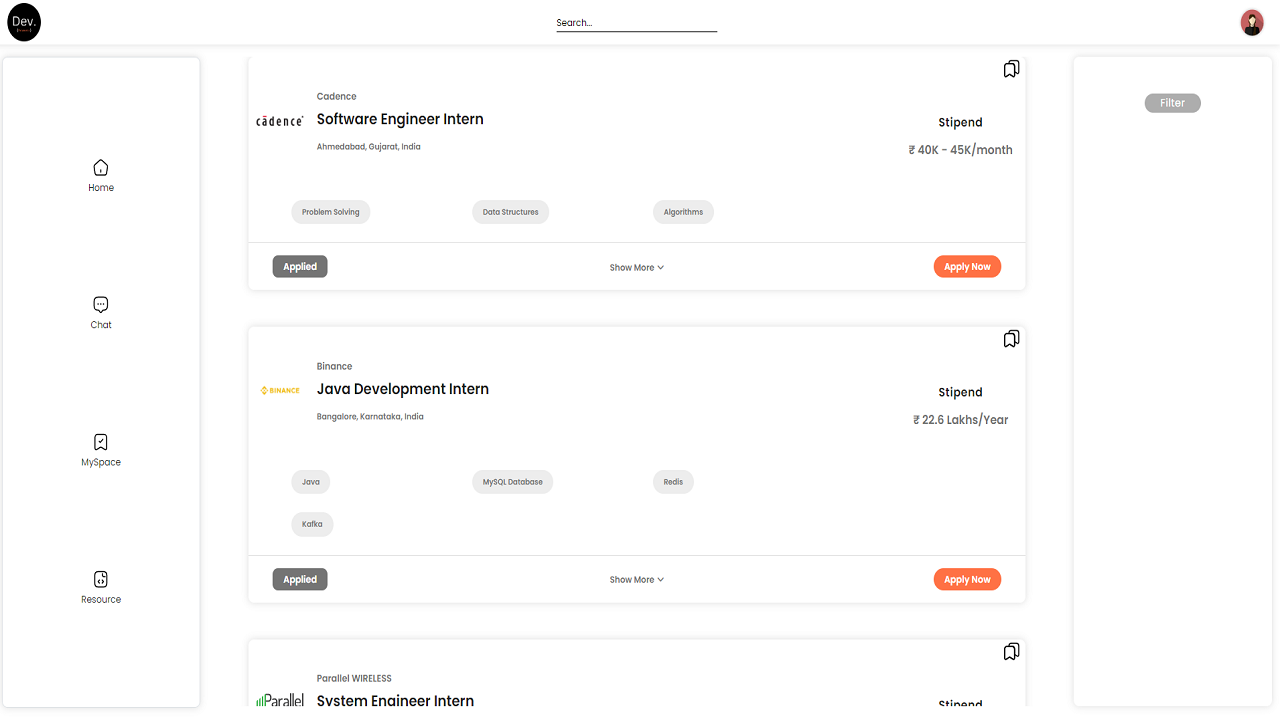 Dev.
Search...
Home
Chat
MySpace
Resource
Cadence
cādence
Software Engineer Intern
Ahmedabad, Gujarat, India
Stipend
₹ 40K - 45K/month
Problem Solving
Data Structures
Algorithms
Applied
Show More
Apply Now
Binance
BINANCE
Java Development Intern
Bangalore, Karnataka, India
Stipend
₹ 22.6 Lakhs/Year
Java
MySQL Database
Redis
Kafka
Applied
Show More
Apply Now
Parallel WIRELESS
Parallel
System Engineer Intern
Stipend
Filter